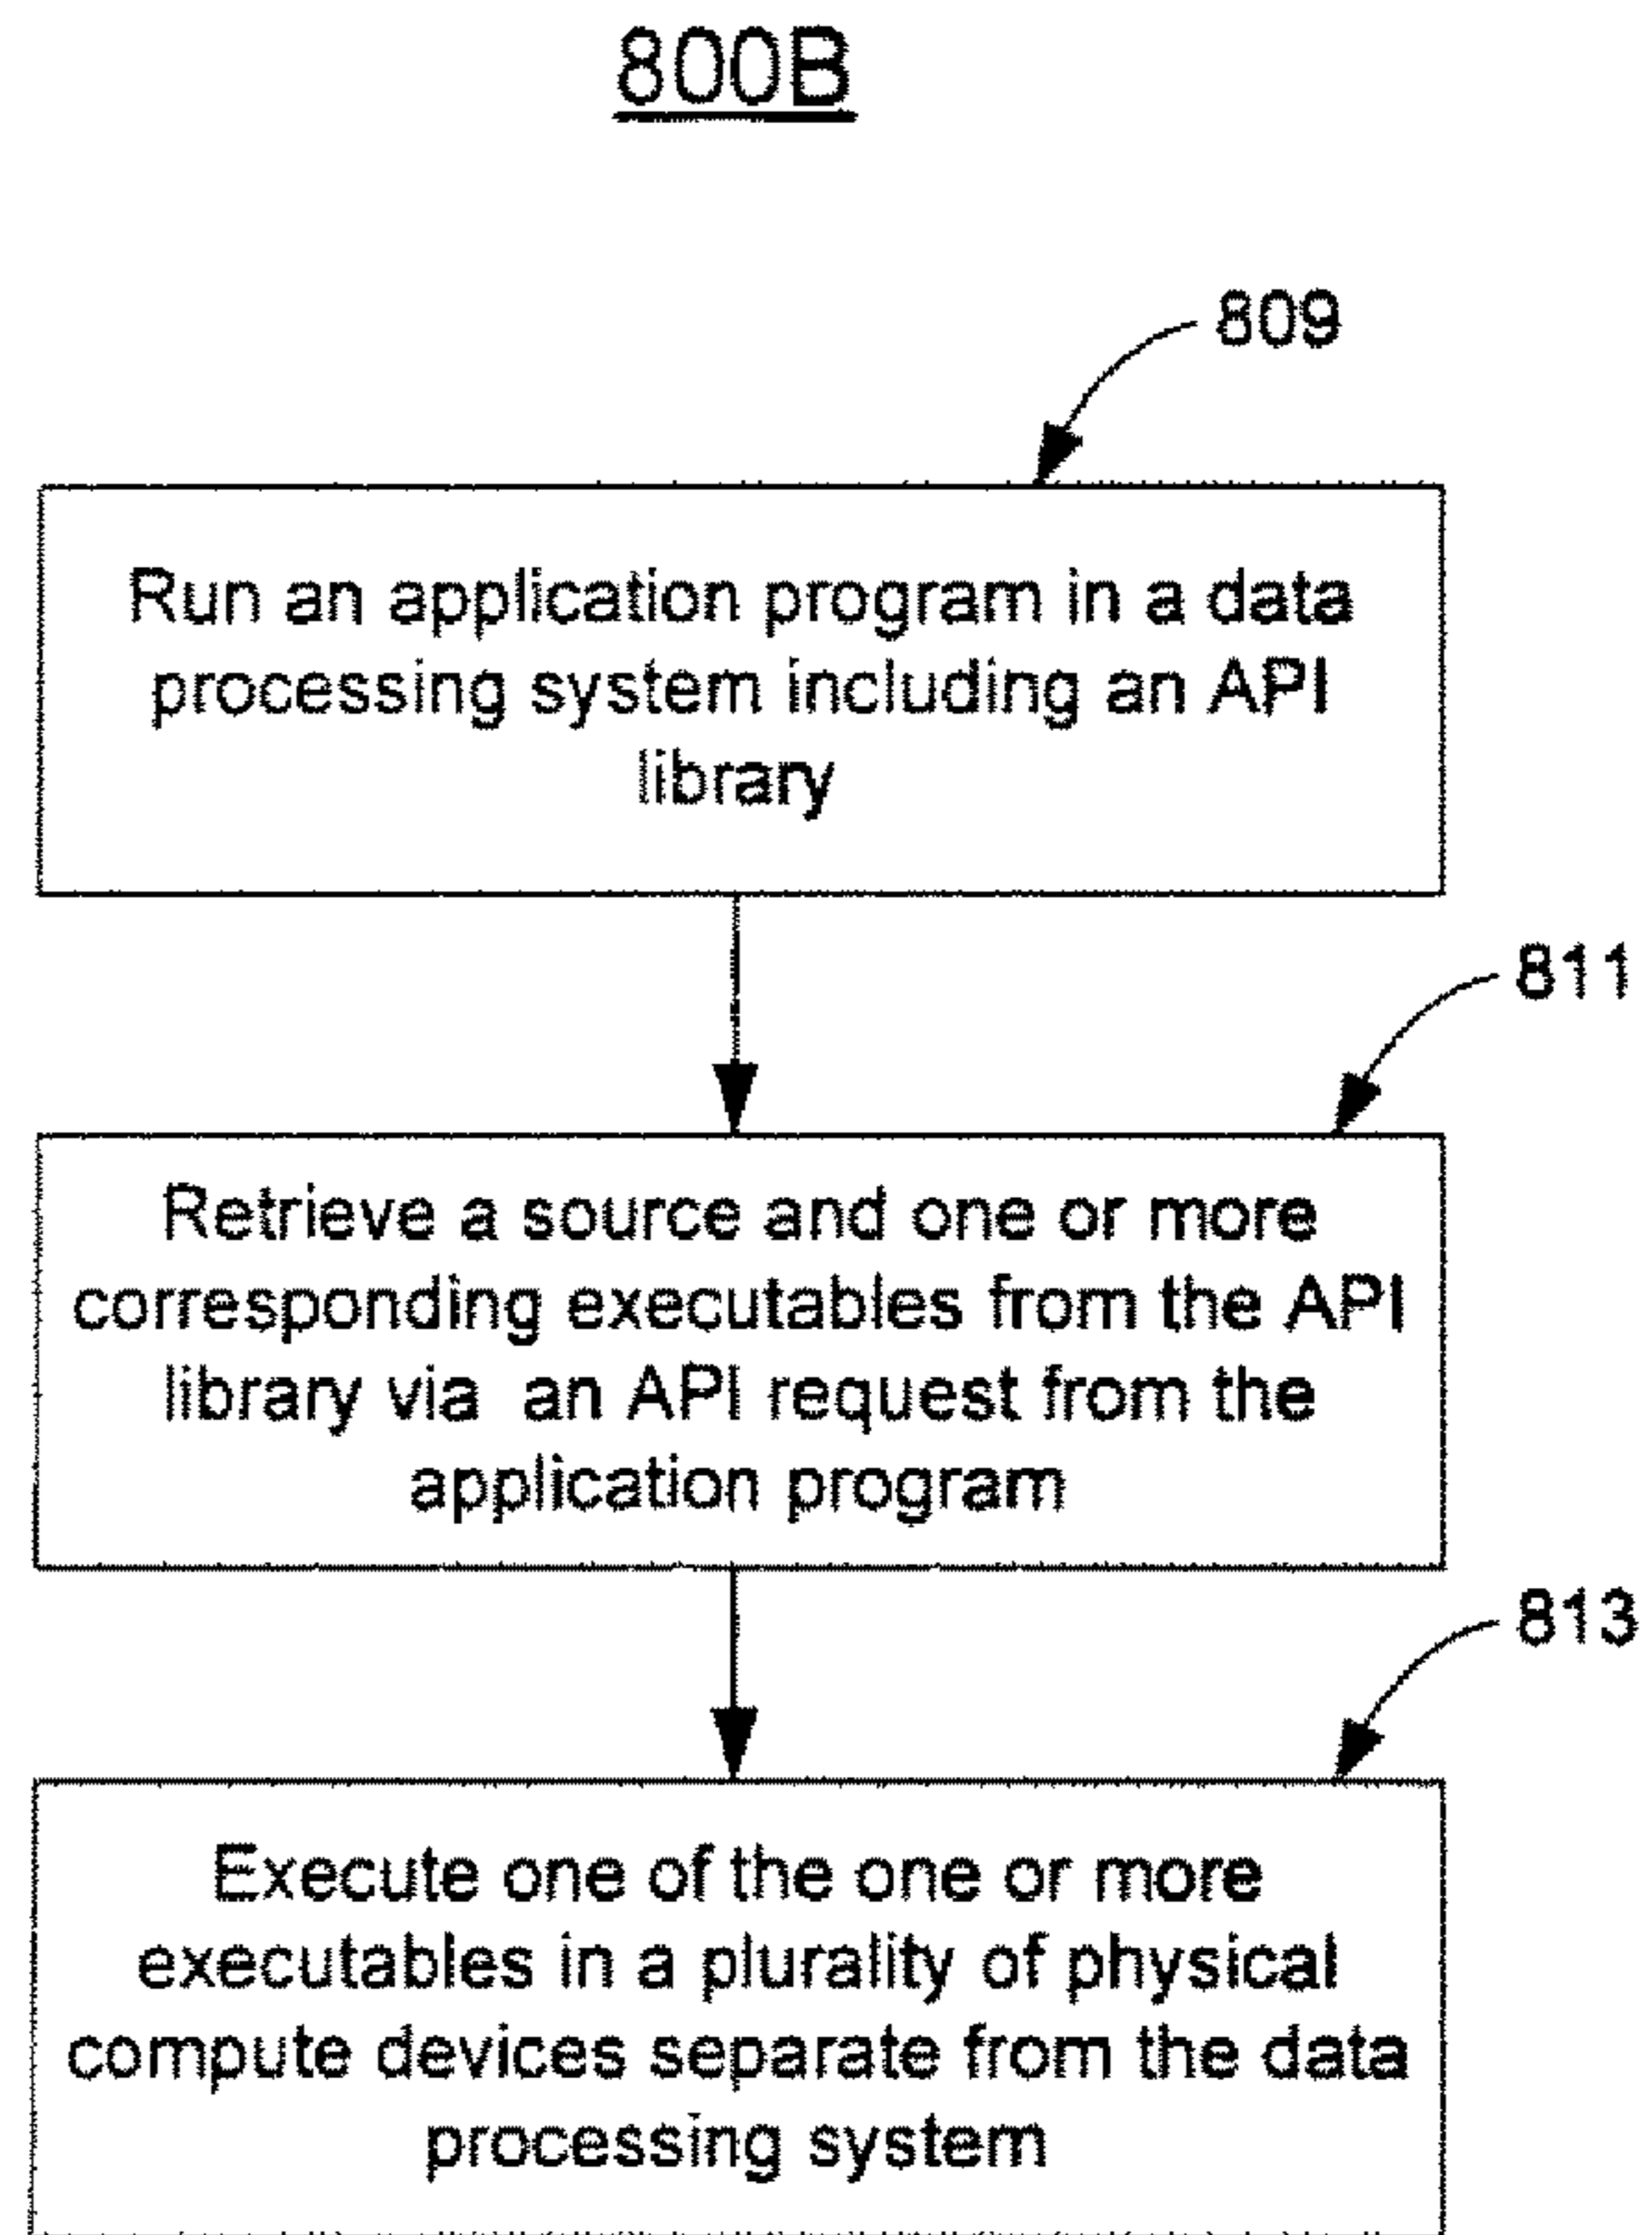 800B
809
Run an application program in a data
processing system including an API
library
811
Retrieve a source and one or more
corresponding executables from the API
library via an API request from the
application program
813
Execute one of the one or more
executables in a plurality of physical
compute devices separate from the data
processing system